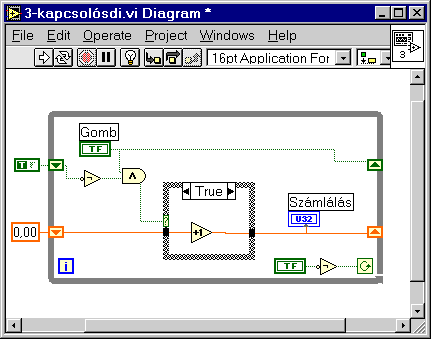 3-kapcsolósdi.vi Diagram *
File Edit Operate Project Windows Help
16pt Application For
3
Gomb
TF
T F
True
Számlálás
U32
0,00
+1
i
TF